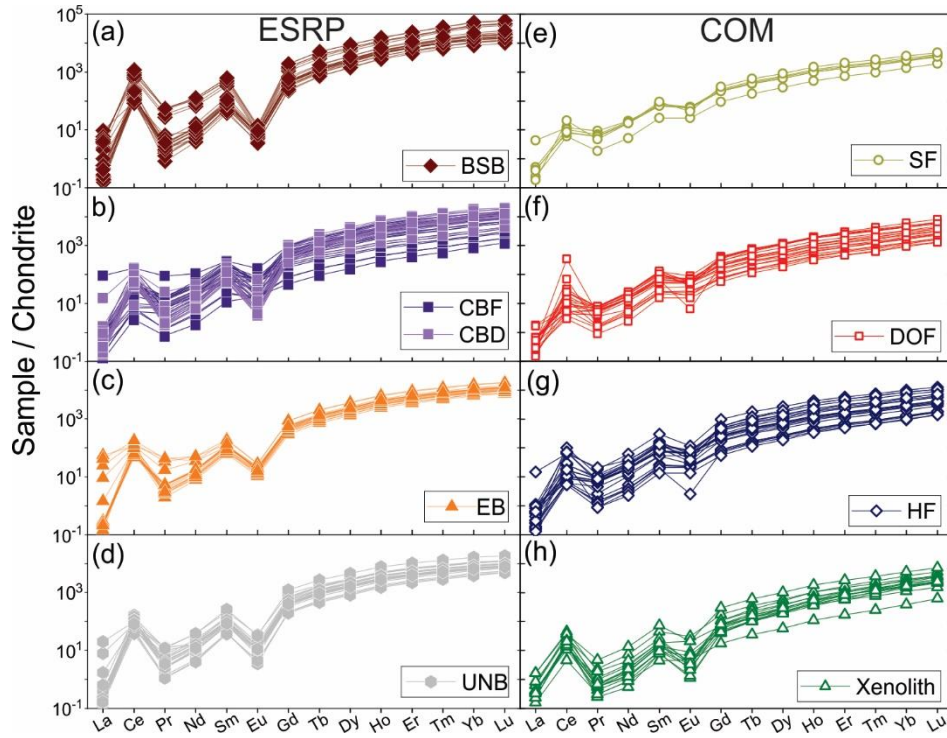 ESRP
COM
Sample / Chondrite
(a)
10^5
10^3
10^1
10^-1
BSB
(e)
SF
b)
10^3
10^1
10^-1
CBF
CBD
(f)
DOF
(c)
10^3
10^1
10^-1
EB
(g)
HF
(d)
10^3
10^1
10^-1
UNB
(h)
Xenolith
La Ce Pr Nd Sm Eu Gd Tb Dy Ho Er Tm Yb Lu
La Ce Pr Nd Sm Eu Gd Tb Dy Ho Er Tm Yb Lu